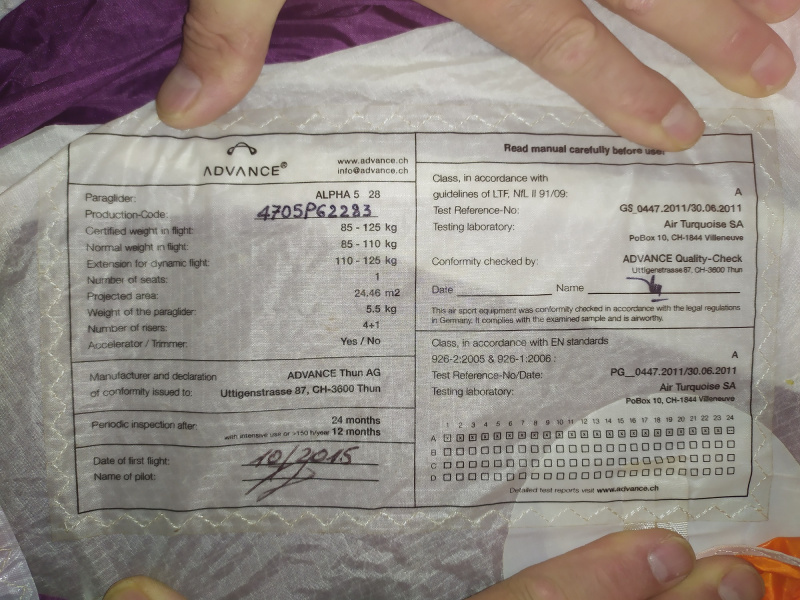 ADVANCE®
www.advance.ch
info@advance.ch
Paraglider: ALPHA 5 28
Production-Code: 4705P62283
Certified weight in flight: 85 - 125 kg
Normal weight in flight: 85 - 110 kg
Extension for dynamic flight: 110 - 125 kg
Number of seats: 1
Projected area: 24.46 m2
Weight of the paraglider: 5.5 kg
Number of risers: 4+1
Accelerator / Trimmer: Yes / No
Manufacturer and declaration ADVANCE Thun AG
of conformity issued to: Uttigenstrasse 87, CH-3600 Thun
Periodic inspection after: 24 months
with intensive use or >150 h/year 12 months
Date of first flight: 10/2015
Name of pilot:
Read manual carefully before use!
Class, in accordance with
guidelines of LTF, NfL II 91/09: A
Test Reference-No: GS_0447.2011/30.06.2011
Testing laboratory: Air Turquoise SA
PoBox 10, CH-1844 Villeneuve
Conformity checked by: ADVANCE Quality-Check
Uttigenstrasse 87, CH-3600 Thun
Date Name
This air sport equipment was conformity checked in accordance with the legal regulations
in Germany. It complies with the examined sample and is airworthy.
Class, in accordance with EN standards
926-2:2005 & 926-1:2006 : A
Test Reference-No/Date: PG__0447.2011/30.06.2011
Testing laboratory: Air Turquoise SA
PoBox 10, CH-1844 Villeneuve
1 2 3 4 5 6 7 8 9 10 11 12 13 14 15 16 17 18 19 20 21 22 23 24
A
B
C
D
Detailed test reports visit www.advance.ch